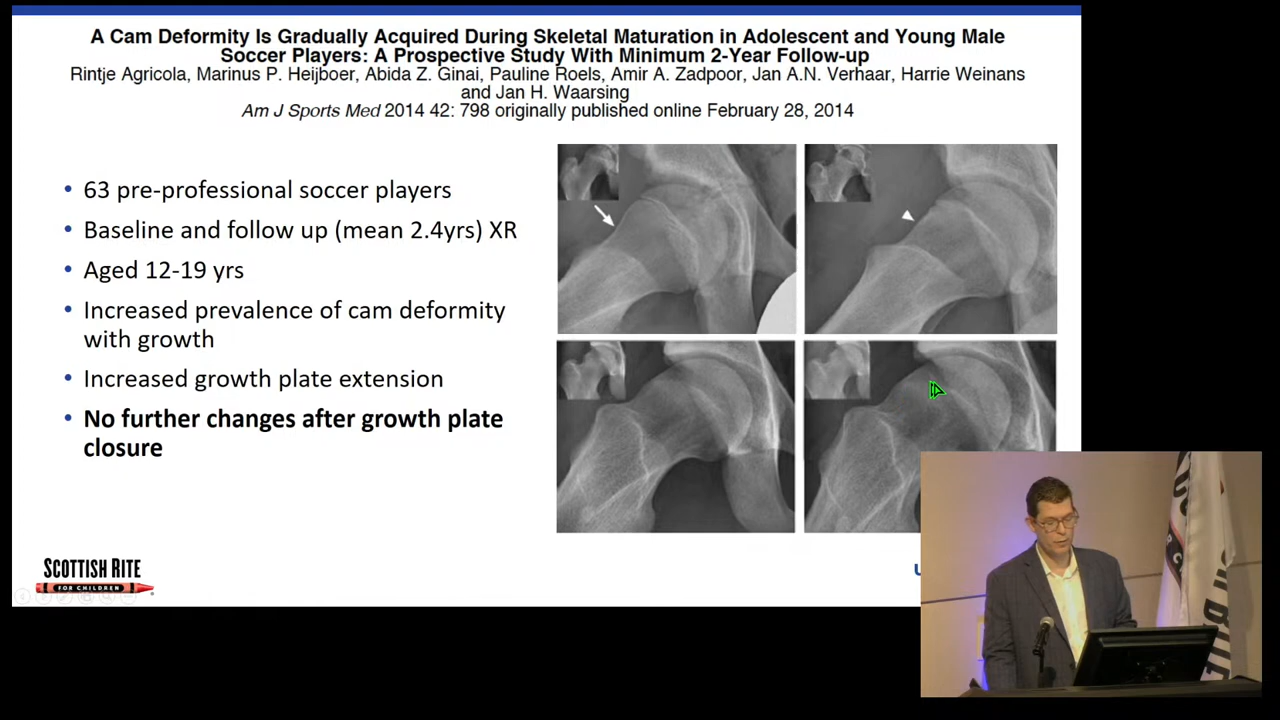 A Cam Deformity Is Gradually Acquired During Skeletal Maturation in Adolescent and Young Male
Soccer Players: A Prospective Study With Minimum 2-Year Follow-up
Rintje Agricola, Marinus P. Heijboer, Abida Z. Ginai, Pauline Roels, Amir A. Zadpoor, Jan A.N. Verhaar, Harrie Weinans
and Jan H. Waarsing
Am J Sports Med 2014 42: 798 originally published online February 28, 2014
• 63 pre-professional soccer players
• Baseline and follow up (mean 2.4yrs) XR
• Aged 12-19 yrs
• Increased prevalence of cam deformity
with growth
• Increased growth plate extension
• No further changes after growth plate
closure
SCOTTISH RITE
FOR CHILDREN